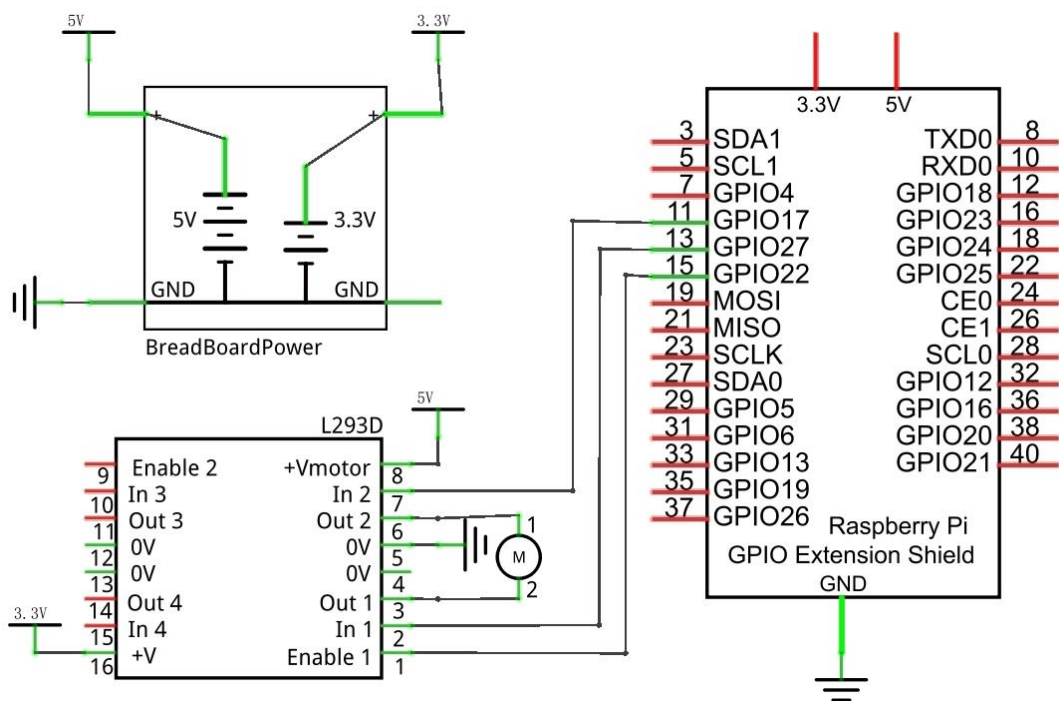 5V
3.3V
+
+
5V
3.3V
GND
GND
BreadBoardPower
5V
L293D
Enable 2
+Vmotor
9
8
In 3
In 2
10
7
Out 3
Out 2
11
6
0V
0V
12
5
0V
0V
13
4
Out 4
Out 1
14
3
In 4
In 1
15
2
+V
Enable 1
16
1
3.3V
1
M
2
3.3V
5V
3
SDA1
TXD0
8
5
SCL1
RXD0
10
7
GPIO4
GPIO18
12
11
GPIO17
GPIO23
16
13
GPIO27
GPIO24
18
15
GPIO22
GPIO25
22
19
MOSI
CE0
24
21
MISO
CE1
26
23
SCLK
SCL0
28
27
SDA0
GPIO12
32
29
GPIO5
GPIO16
36
31
GPIO6
GPIO20
38
33
GPIO13
GPIO21
40
35
GPIO19
37
GPIO26
Raspberry Pi
GPIO Extension Shield
GND